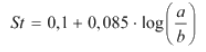 St = 0,1 + 0,085 · log(a/b)